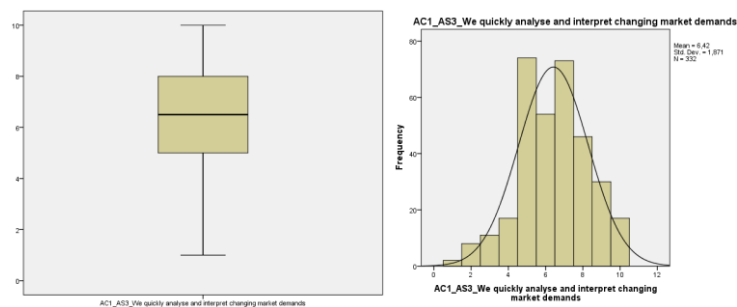 10
8
6
4
2
0
AC1_AS3_We quickly analyse and interpret changing market demands
AC1_AS3_We quickly analyse and interpret changing market demands
Mean = 6,42
Std. Dev. = 1,871
N = 332
80
60
40
20
0
Frequency
0 2 4 6 8 10 12
AC1_AS3_We quickly analyse and interpret changing
market demands